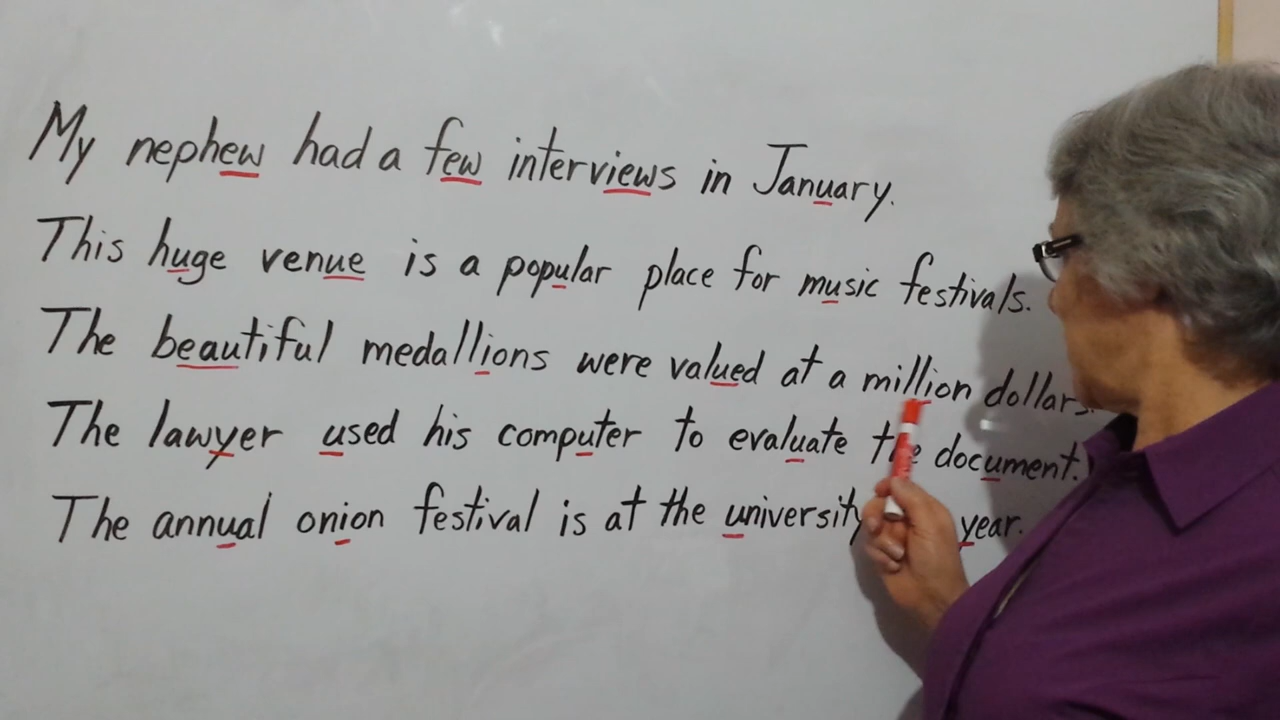 My nephew had a few interviews in January.
This huge venue is a popular place for music festivals.
The beautiful medallions were valued at a million dollars.
The lawyer used his computer to evaluate the document.
The annual onion festival is at the university year.